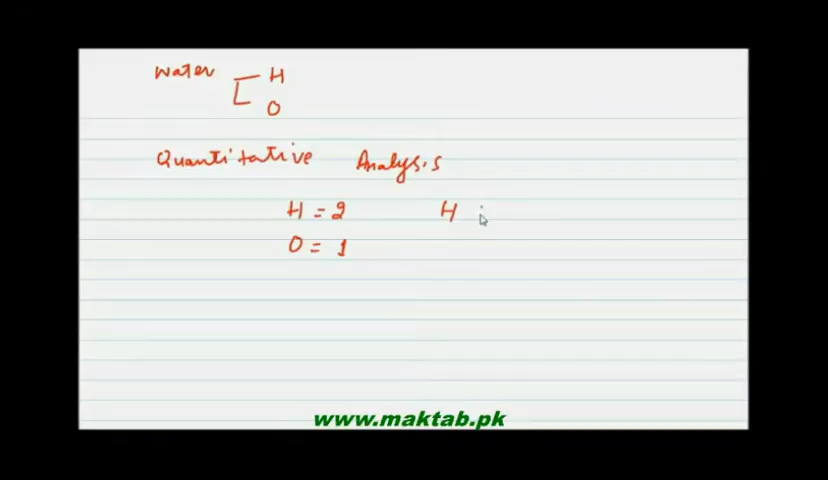 Water H
O
Quantitative Analysis
H = 2 H
O = 1
www.maktab.pk